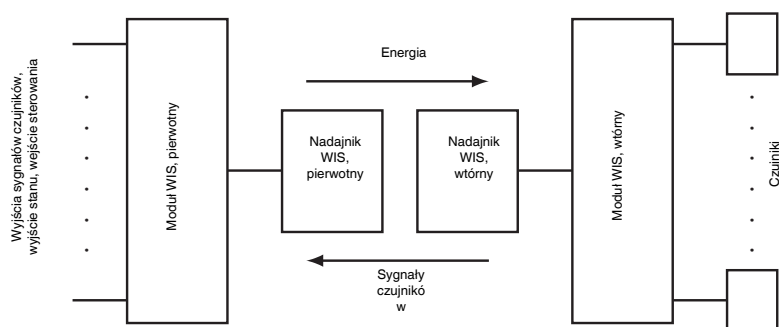 Wyjścia sygnałów czujników,
wyjście stanu, wejście sterowania
Moduł WIS, pierwotny
Energia
Nadajnik
WIS,
pierwotny
Nadajnik
WIS,
wtórny
Sygnały
czujnikó
w
Moduł WIS, wtórny
Czujniki